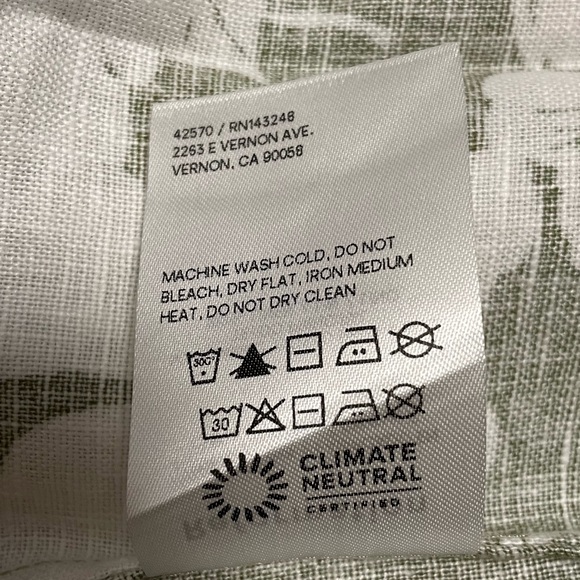 42570 / RN143248
2263 E VERNON AVE.
VERNON, CA 90058
MACHINE WASH COLD, DO NOT
BLEACH, DRY FLAT, IRON MEDIUM
HEAT, DO NOT DRY CLEAN
30C
30
CLIMATE
NEUTRAL
CERTIFIED